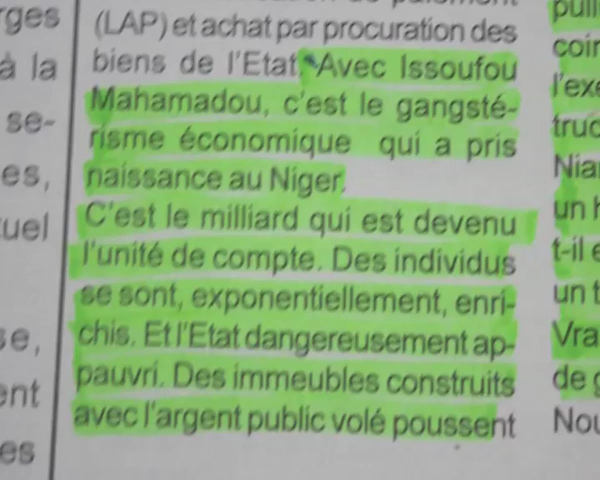 (LAP) et achat par procuration des
biens de l'Etat. Avec Issoufou
Mahamadou, c'est le gangsté-
risme économique qui a pris
naissance au Niger.
C'est le milliard qui est devenu
l'unité de compte. Des individus
se sont, exponentiellement, enri-
chis. Et l'Etat dangereusement ap-
pauvri. Des immeubles construits
avec l'argent public volé poussent